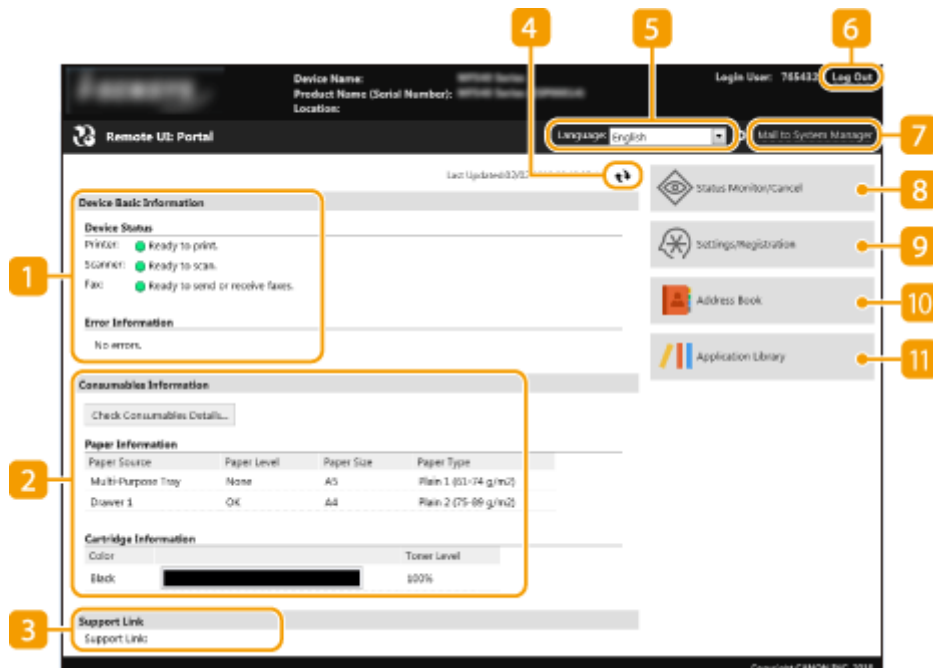 4 5 6
Device Name:
Product Name (Serial Number):
Location:
Login User: 765432 Log Out
Remote UI: Portal
Language: English
Mail to System Manager
7
Last Updated:
Device Basic Information
Device Status
Printer: Ready to print.
Scanner: Ready to scan.
Fax: Ready to send or receive faxes.
1
Error Information
No errors.
Status Monitor/Cancel
8
Settings/Registration
9
Address Book
10
Application Library
11
Consumables Information
Check Consumables Details...
Paper Information
Paper Source Paper Level Paper Size Paper Type
Multi-Purpose Tray None A5 Plain 1 (61-74 g/m2)
2
Drawer 1 OK A4 Plain 2 (75-89 g/m2)
Cartridge Information
Color Toner Level
Black 100%
3
Support Link
Support Link:
Copyright CANON INC. 2018